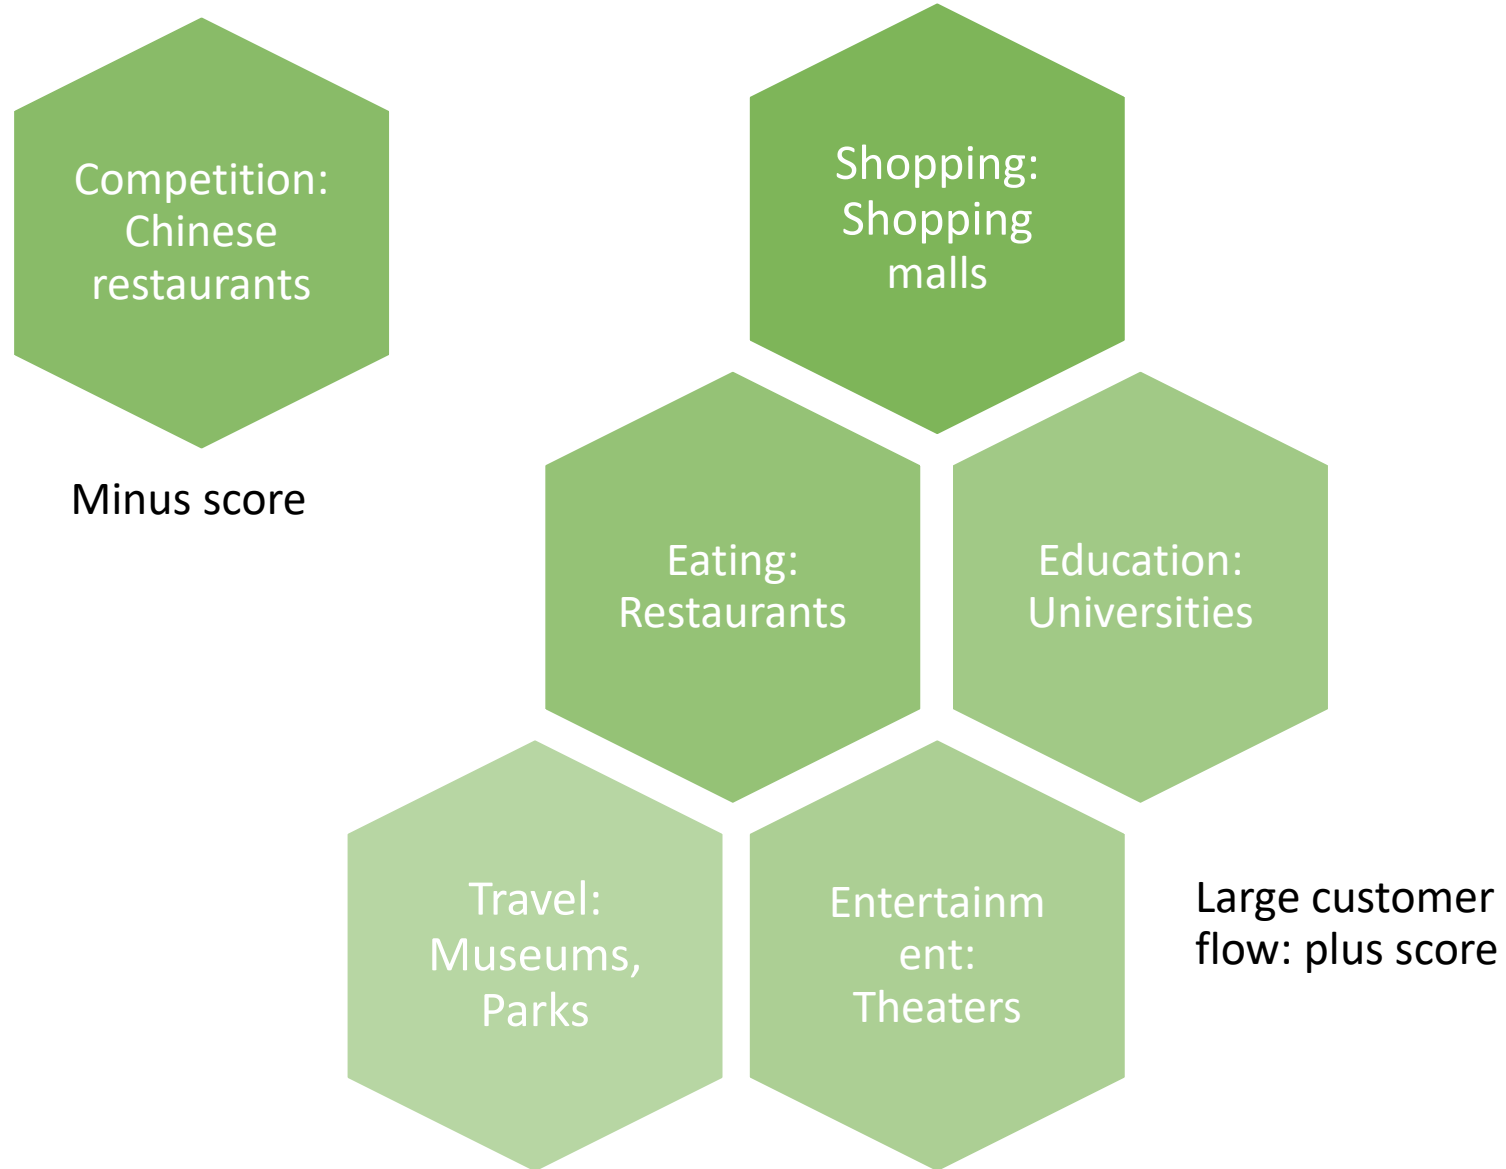 Competition:
Chinese
restaurants
Minus score
Shopping:
Shopping
malls
Eating:
Restaurants
Education:
Universities
Travel:
Museums,
Parks
Entertainm
ent:
Theaters
Large customer
flow: plus score